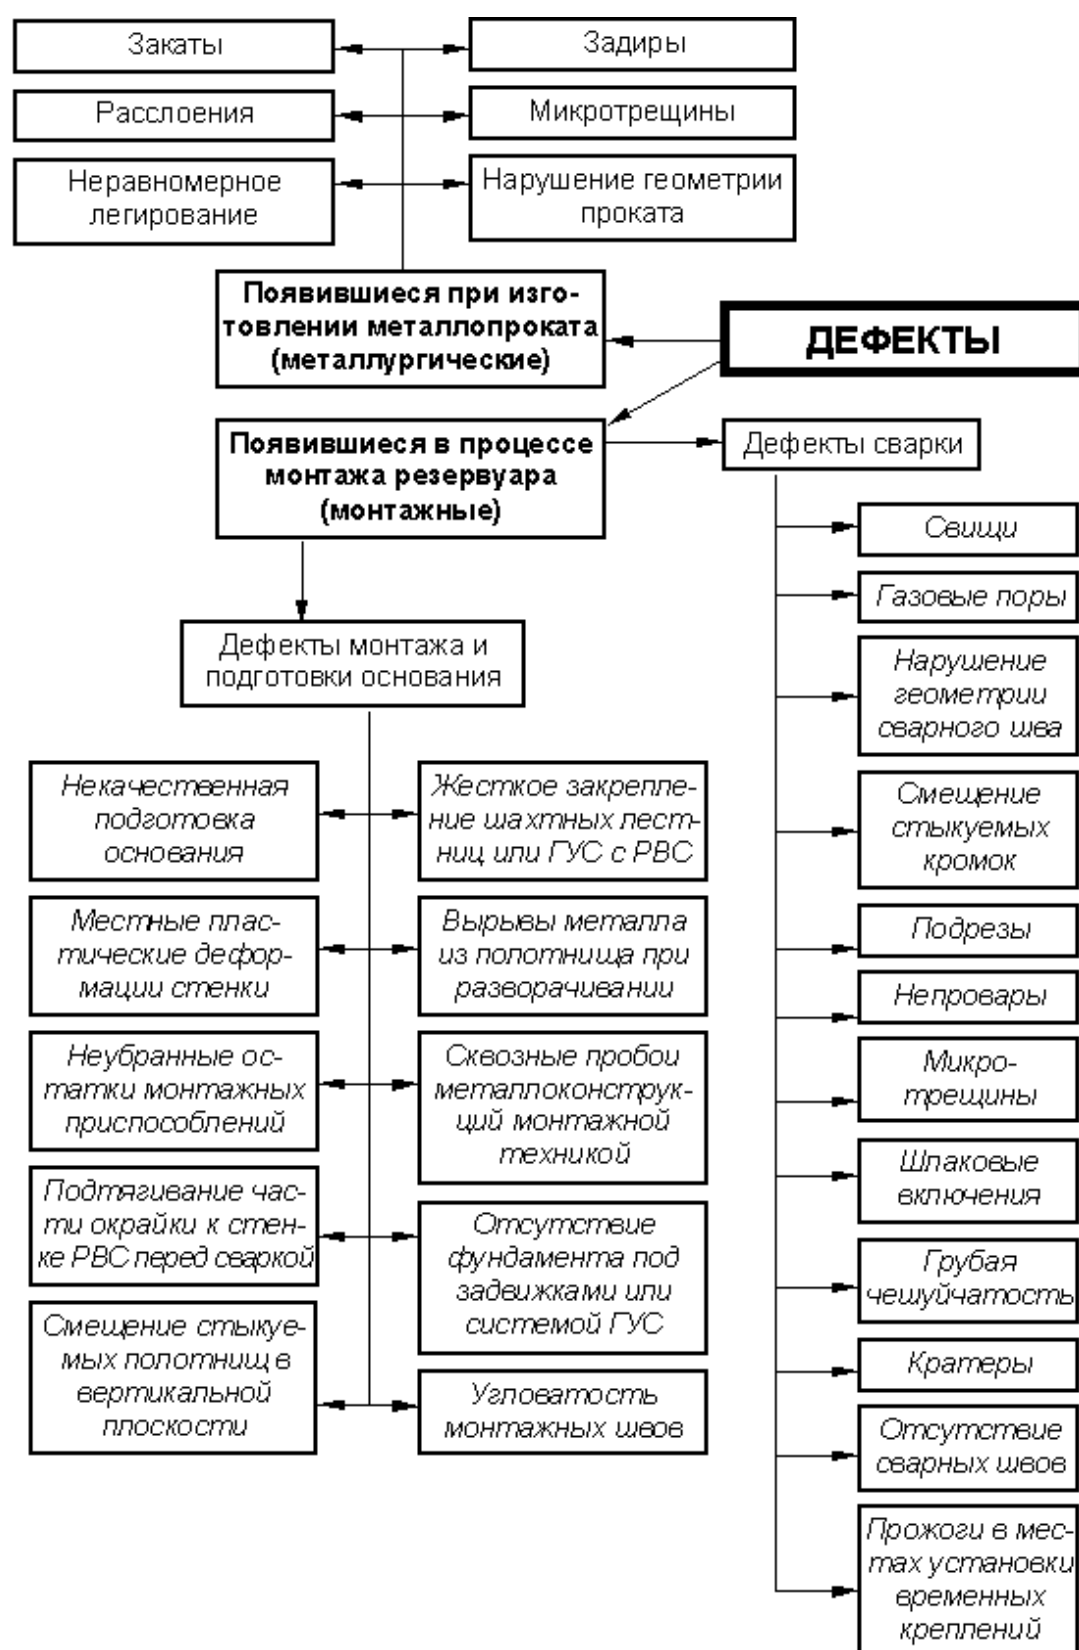 Закаты
Задиры
Расслоения
Микротрещины
Неравномерное
легирование
Нарушение геометрии
проката
Появившиеся при изго-
товлении металлопроката
(металлургические)
ДЕФЕКТЫ
Появившиеся в процессе
монтажа резервуара
(монтажные)
Дефекты сварки
Дефекты монтажа и
подготовки основания
Некачественная
подготовка
основания
Жесткое закрепле-
ние шахтных лест-
ниц или ГУС с РВС
Местные плас-
тические дефор-
мации стенки
Вырывы металла
из полотнища при
разворачивании
Неубранные ос-
татки монтажных
приспособлений
Сквозные пробои
металлоконструк-
ций монтажной
техникой
Подтягивание час-
ти окрайки к стен-
ке РВС перед сваркой
Отсутствие
фундамента под
задвижками или
системой ГУС
Смещение стыкуе-
мых полотнищ в
вертикальной
плоскости
Угловатость
монтажных швов
Свищи
Газовые поры
Нарушение
геометрии
сварного шва
Смещение
стыкуемых
кромок
Подрезы
Непровары
Микро-
трещины
Шлаковые
включения
Грубая
чешуйчатость
Кратеры
Отсутствие
сварных швов
Прожоги в мес-
тах установки
временных
креплений